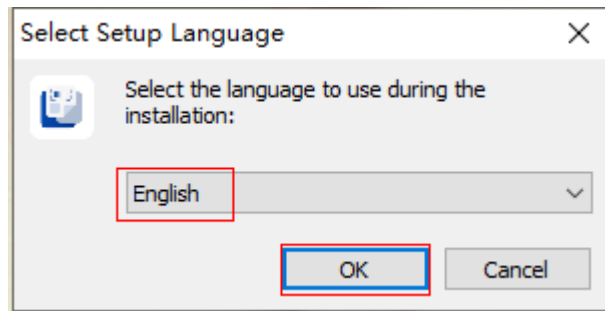 Select Setup Language
Select the language to use during the
installation:
English
OK
Cancel